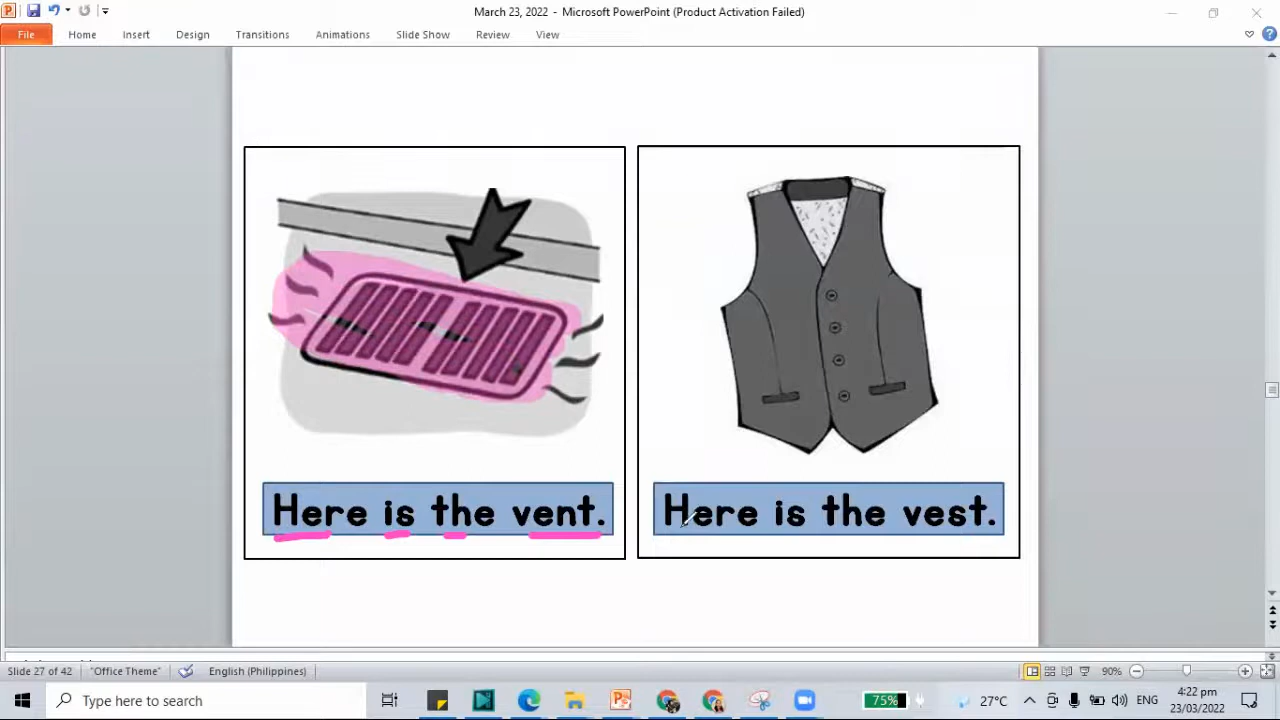 March 23, 2022 - Microsoft PowerPoint (Product Activation Failed)
File Home Insert Design Transitions Animations Slide Show Review View
Here is the vent.
Here is the vest.
Slide 27 of 42 "Office Theme" English (Philippines) 90%
Type here to search 75% 27°C ENG 4:22 pm
23/03/2022